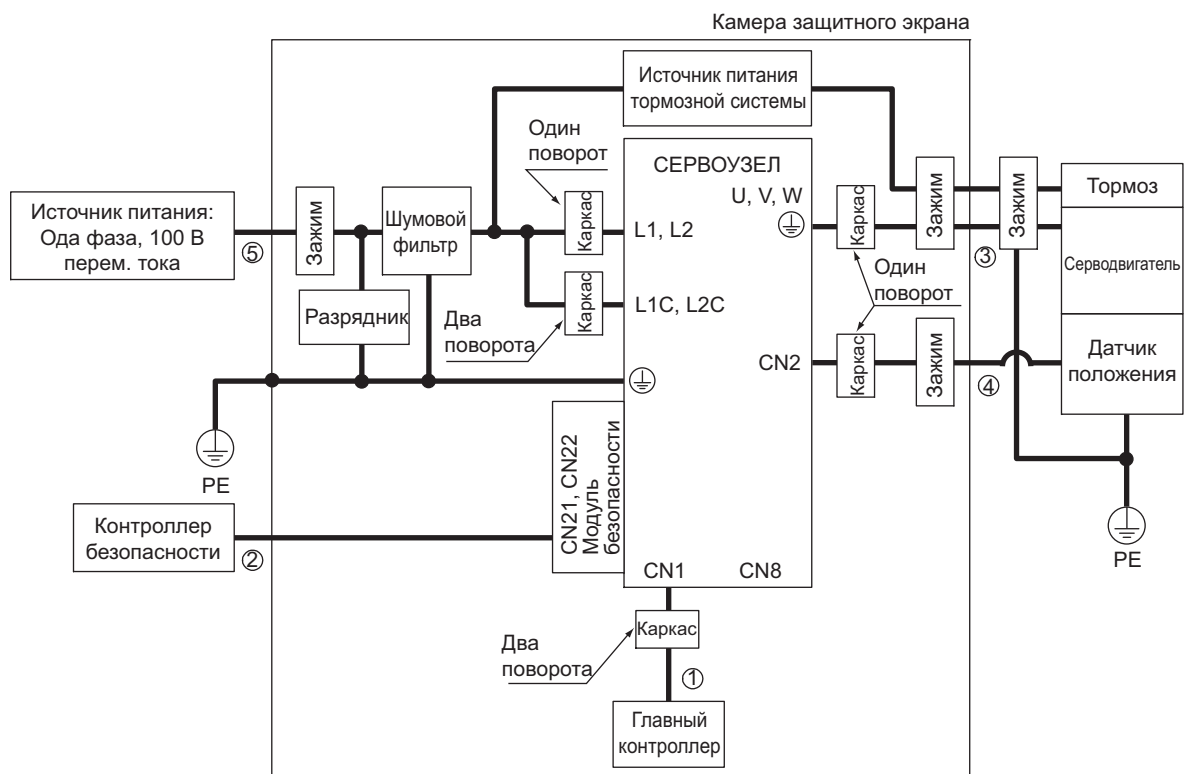 Камера защитного экрана
Источник питания
тормозной системы
Один
поворот
СЕРВОУЗЕЛ
U, V, W
Тормоз
Источник питания:
Ода фаза, 100 В
перем. тока
⑤
Зажим
Шумовой
фильтр
Каркас
L1, L2
Каркас
Зажим
③
Зажим
Серводвигатель
Один
поворот
Разрядник
Два
поворота
Каркас
L1C, L2C
CN2
Каркас
Зажим
④
Датчик
положения
PE
CN21, CN22
Модуль
безопасности
PE
Контроллер
безопасности
②
CN1
CN8
Каркас
Два
поворота
①
Главный
контроллер